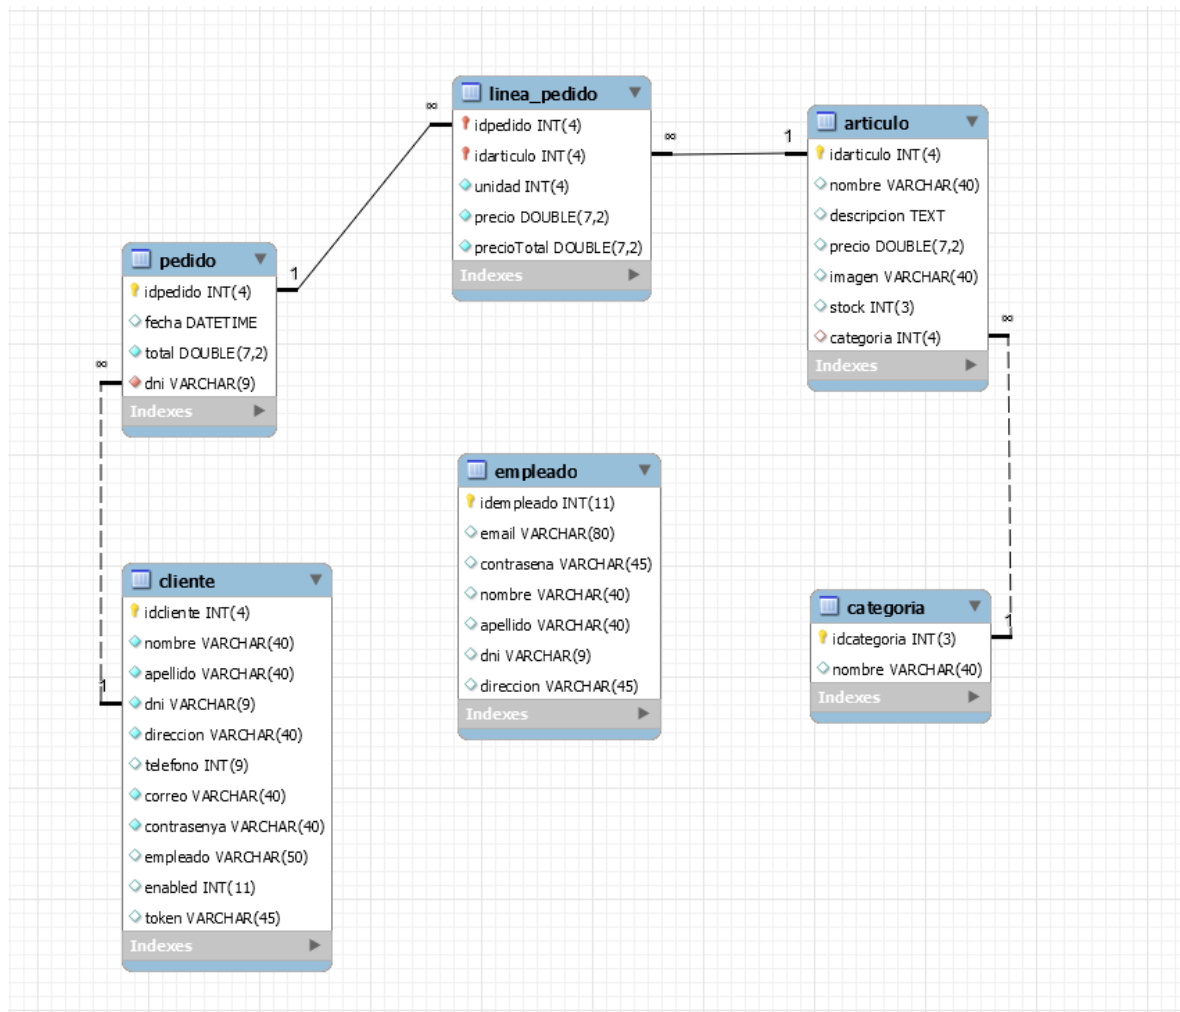 linea_pedido
idpedido INT(4)
idarticulo INT(4)
unidad INT(4)
precio DOUBLE(7,2)
precioTotal DOUBLE(7,2)
Indexes
∞
∞
1
articulo
idarticulo INT(4)
nombre VARCHAR(40)
descripcion TEXT
precio DOUBLE(7,2)
imagen VARCHAR(40)
stock INT(3)
categoria INT(4)
Indexes
∞
pedido
idpedido INT(4)
fecha DATETIME
total DOUBLE(7,2)
dni VARCHAR(9)
Indexes
1
∞
empleado
idempleado INT(11)
email VARCHAR(80)
contrasena VARCHAR(45)
nombre VARCHAR(40)
apellido VARCHAR(40)
dni VARCHAR(9)
direccion VARCHAR(45)
Indexes
cliente
idcliente INT(4)
nombre VARCHAR(40)
apellido VARCHAR(40)
dni VARCHAR(9)
direccion VARCHAR(40)
telefono INT(9)
correo VARCHAR(40)
contrasenya VARCHAR(40)
empleado VARCHAR(50)
enabled INT(11)
token VARCHAR(45)
Indexes
1
categoria
idcategoria INT(3)
nombre VARCHAR(40)
Indexes
1